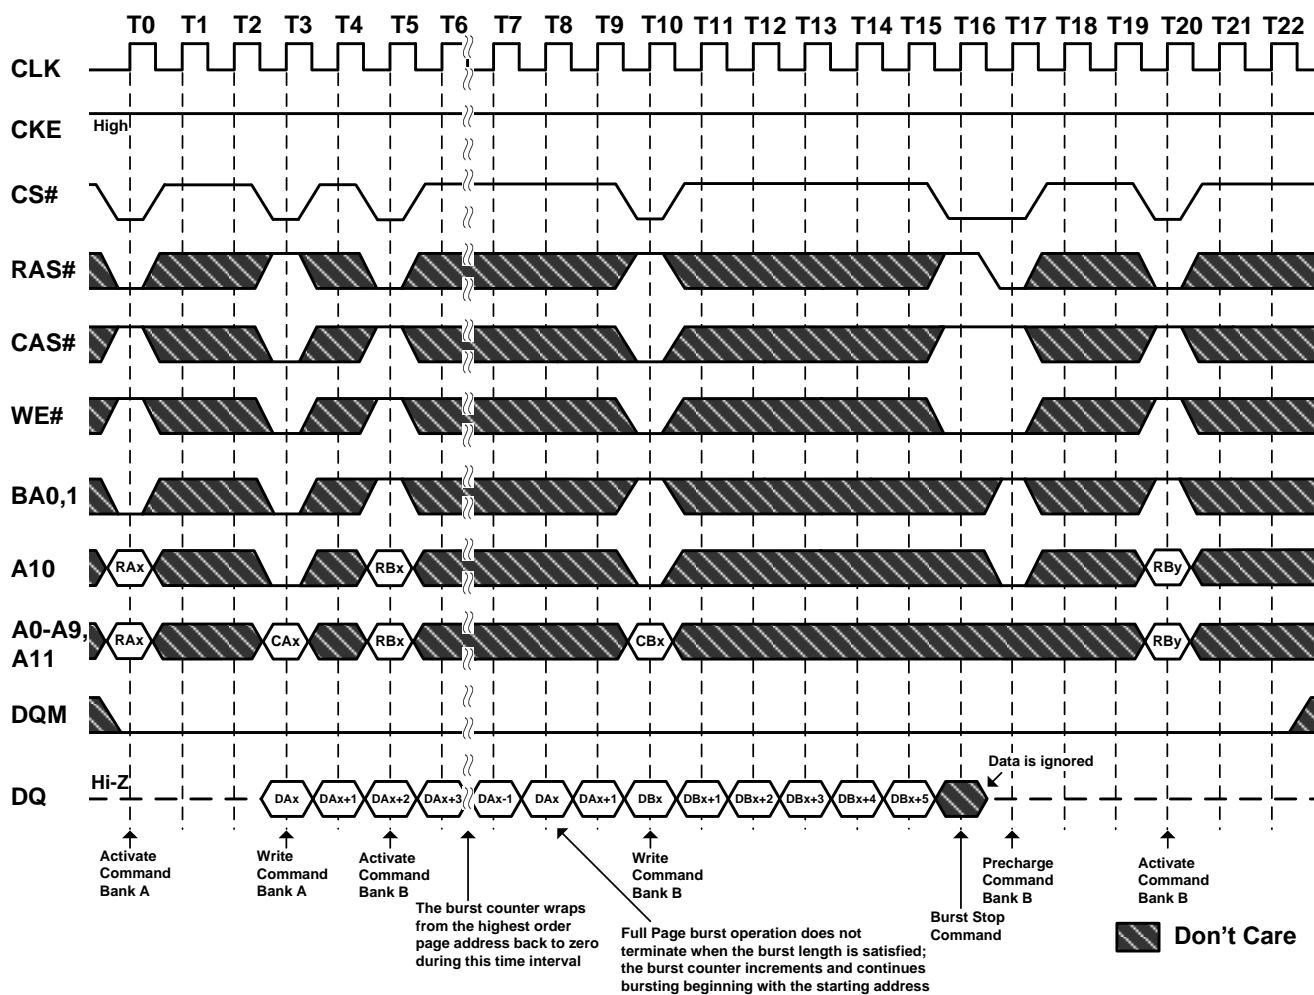 T0 T1 T2 T3 T4 T5 T6 T7 T8 T9 T10 T11 T12 T13 T14 T15 T16 T17 T18 T19 T20 T21 T22
CLK
CKE
High
CS#
RAS#
CAS#
WE#
BA0,1
A10
RAx RBx RBy
A0-A9,
A11
RAx CAx RBx CBx RBy
DQM
DQ
Hi-Z
DAx DAx+1 DAx+2 DAx+3 DAx-1 DAx DAx+1 DBx DBx+1 DBx+2 DBx+3 DBx+4 DBx+5
Data is ignored
Activate
Command
Bank A
Write
Command
Bank A
Activate
Command
Bank B
The burst counter wraps
from the highest order
page address back to zero
during this time interval
Full Page burst operation does not
terminate when the burst length is satisfied;
the burst counter increments and continues
bursting beginning with the starting address
Write
Command
Bank B
Burst Stop
Command
Precharge
Command
Bank B
Activate
Command
Bank B
Don't Care